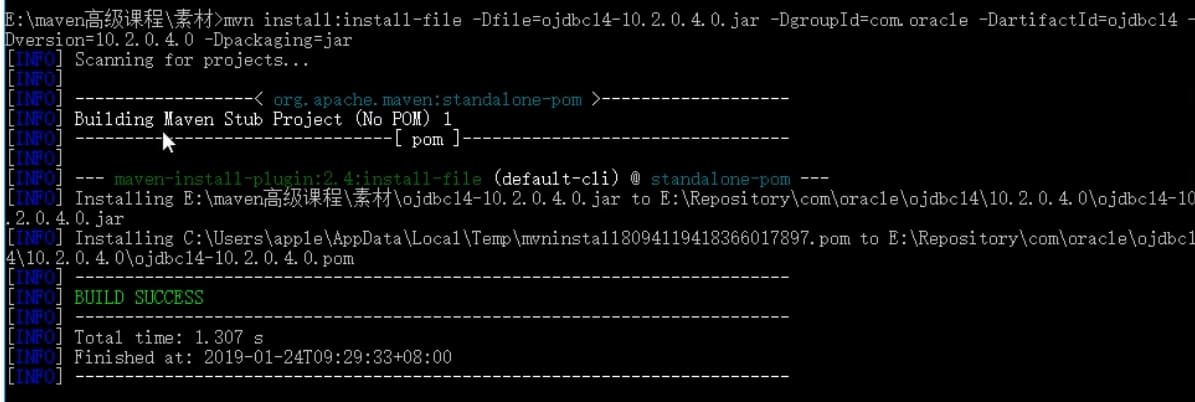 E:\maven高级课程\素材>mvn install:install-file -Dfile=ojdbc14-10.2.0.4.0.jar -DgroupId=com.oracle -DartifactId=ojdbc14 -
Dversion=10.2.0.4.0 -Dpackaging=jar
[INFO] Scanning for projects...
[INFO]
[INFO] ------------------< org.apache.maven:standalone-pom >-------------------
[INFO] Building Maven Stub Project (No POM) 1
[INFO] --------------------------------[ pom ]---------------------------------
[INFO]
[INFO] --- maven-install-plugin:2.4:install-file (default-cli) @ standalone-pom ---
[INFO] Installing E:\maven高级课程\素材\ojdbc14-10.2.0.4.0.jar to E:\Repository\com\oracle\ojdbc14\10.2.0.4.0\ojdbc14-10
.2.0.4.0.jar
[INFO] Installing C:\Users\apple\AppData\Local\Temp\mvninstall809411941836601​7897.pom to E:\Repository\com\oracle\ojdbc1
4\10.2.0.4.0\ojdbc14-10.2.0.4.0.pom
[INFO] ------------------------------------------------------------------------
[INFO] BUILD SUCCESS
[INFO] ------------------------------------------------------------------------
[INFO] Total time: 1.307 s
[INFO] Finished at: 2019-01-24T09:29:33+08:00
[INFO] ------------------------------------------------------------------------